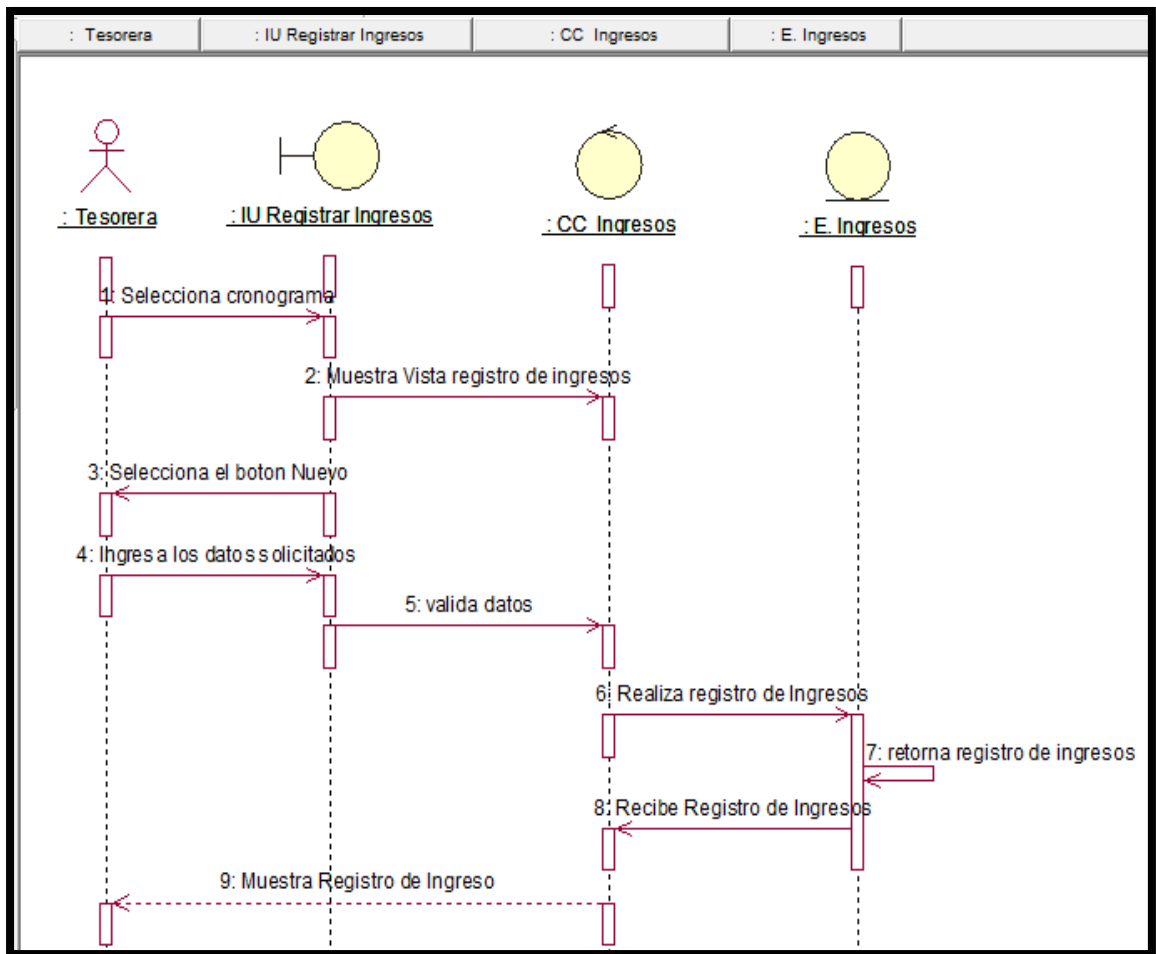 : Tesorera
: IU Registrar Ingresos
: CC Ingresos
: E. Ingresos
: Tesorera
: IU Registrar Ingresos
: CC Ingresos
: E. Ingresos
1: Selecciona cronograma
2: Muestra Vista registro de ingresos
3: Selecciona el boton Nuevo
4: Ingresa los datos solicitados
5: valida datos
6: Realiza registro de Ingresos
7: retorna registro de ingresos
8: Recibe Registro de Ingresos
9: Muestra Registro de Ingreso